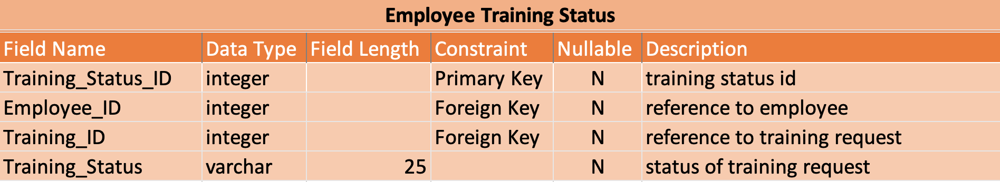 Employee Training Status
Field Name Data Type Field Length Constraint Nullable Description
Training_Status_ID integer Primary Key N training status id
Employee_ID integer Foreign Key N reference to employee
Training_ID integer Foreign Key N reference to training request
Training_Status varchar 25 N status of training request